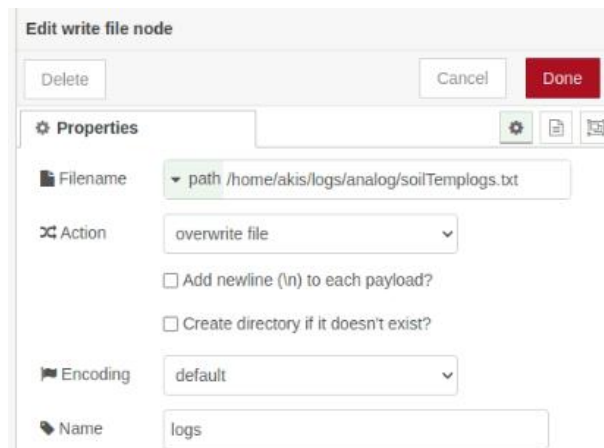 Edit write file node
Delete Cancel Done
Properties
Filename path /home/akis/logs/analog/soilTemplogs.txt
Action overwrite file
Add newline (\n) to each payload?
Create directory if it doesn't exist?
Encoding default
Name logs